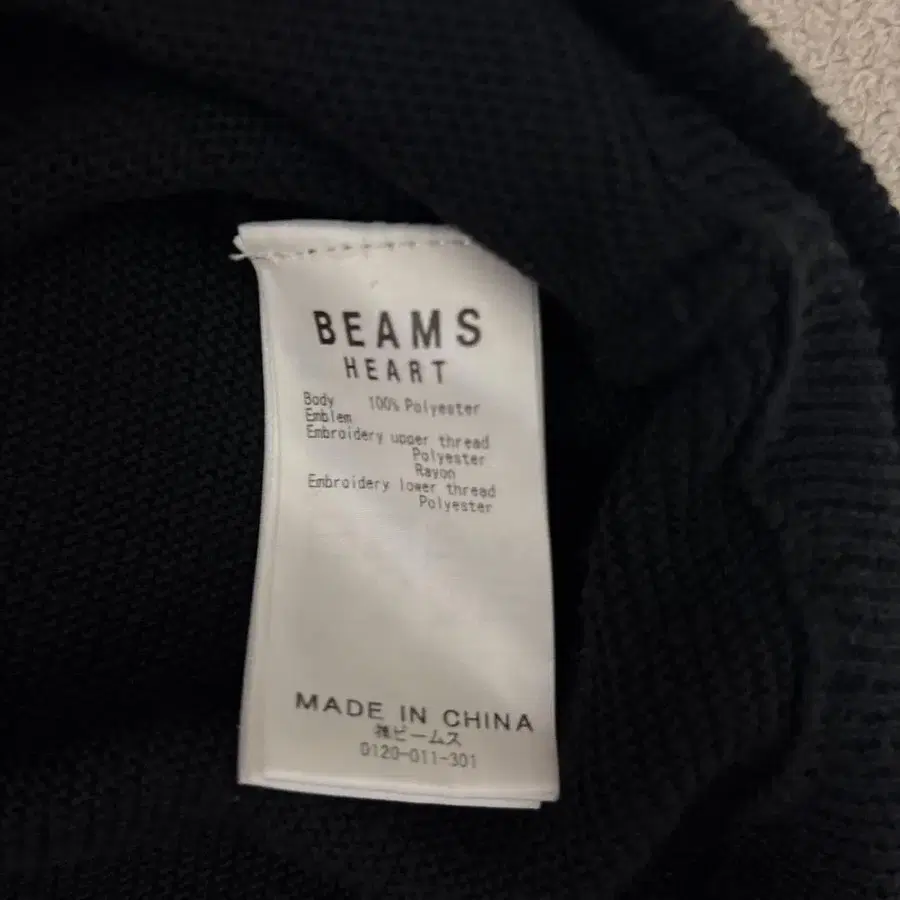 BEAMS
HEART
Body 100% Polyester
Emblem
Embroidery upper thread
Polyester
Rayon
Embroidery lower thread
Polyester
MADE IN CHINA
㈱ビームス
0120-011-301